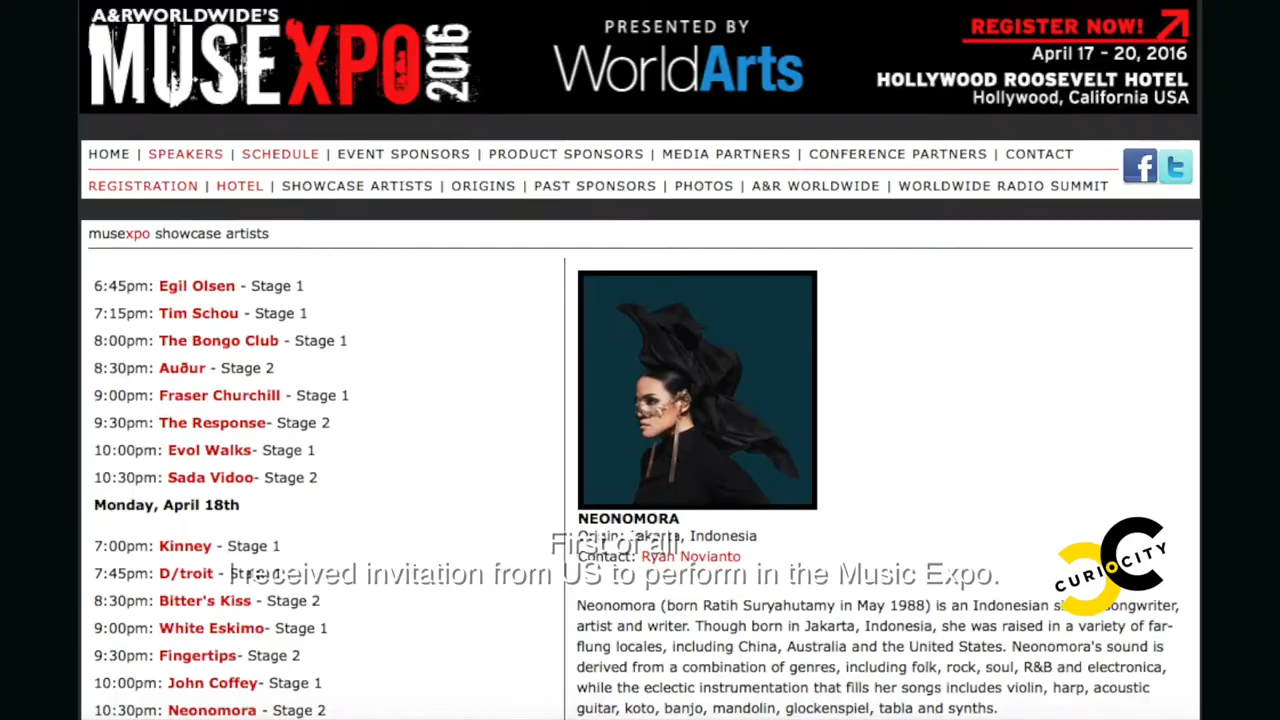 A&RWORLDWIDE'S
MUSEXPO 2016
PRESENTED BY
WorldArts
REGISTER NOW!
April 17 - 20, 2016
HOLLYWOOD ROOSEVELT HOTEL
Hollywood, California USA
HOME | SPEAKERS | SCHEDULE | EVENT SPONSORS | PRODUCT SPONSORS | MEDIA PARTNERS | CONFERENCE PARTNERS | CONTACT
REGISTRATION | HOTEL | SHOWCASE ARTISTS | ORIGINS | PAST SPONSORS | PHOTOS | A&R WORLDWIDE | WORLDWIDE RADIO SUMMIT
f t
musexpo showcase artists
6:45pm: Egil Olsen - Stage 1
7:15pm: Tim Schou - Stage 1
8:00pm: The Bongo Club - Stage 1
8:30pm: Auður - Stage 2
9:00pm: Fraser Churchill - Stage 1
9:30pm: The Response- Stage 2
10:00pm: Evol Walks- Stage 1
10:30pm: Sada Vidoo- Stage 2
Monday, April 18th
7:00pm: Kinney - Stage 1
7:45pm: D/troit - Stage 1
8:30pm: Bitter's Kiss - Stage 2
9:00pm: White Eskimo- Stage 1
9:30pm: Fingertips- Stage 2
10:00pm: John Coffey- Stage 1
10:30pm: Neonomora - Stage 2
NEONOMORA
Origin: Jakarta, Indonesia
Contact: Ryan Novianto
Neonomora (born Ratih Suryahutamy in May 1988) is an Indonesian songwriter,
artist and writer. Though born in Jakarta, Indonesia, she was raised in a variety of far-
flung locales, including China, Australia and the United States. Neonomora's sound is
derived from a combination of genres, including folk, rock, soul, R&B and electronica,
while the eclectic instrumentation that fills her songs includes violin, harp, acoustic
guitar, koto, banjo, mandolin, glockenspiel, tabla and synths.
First of all,
I received invitation from US to perform in the Music Expo.
CURIOCITY